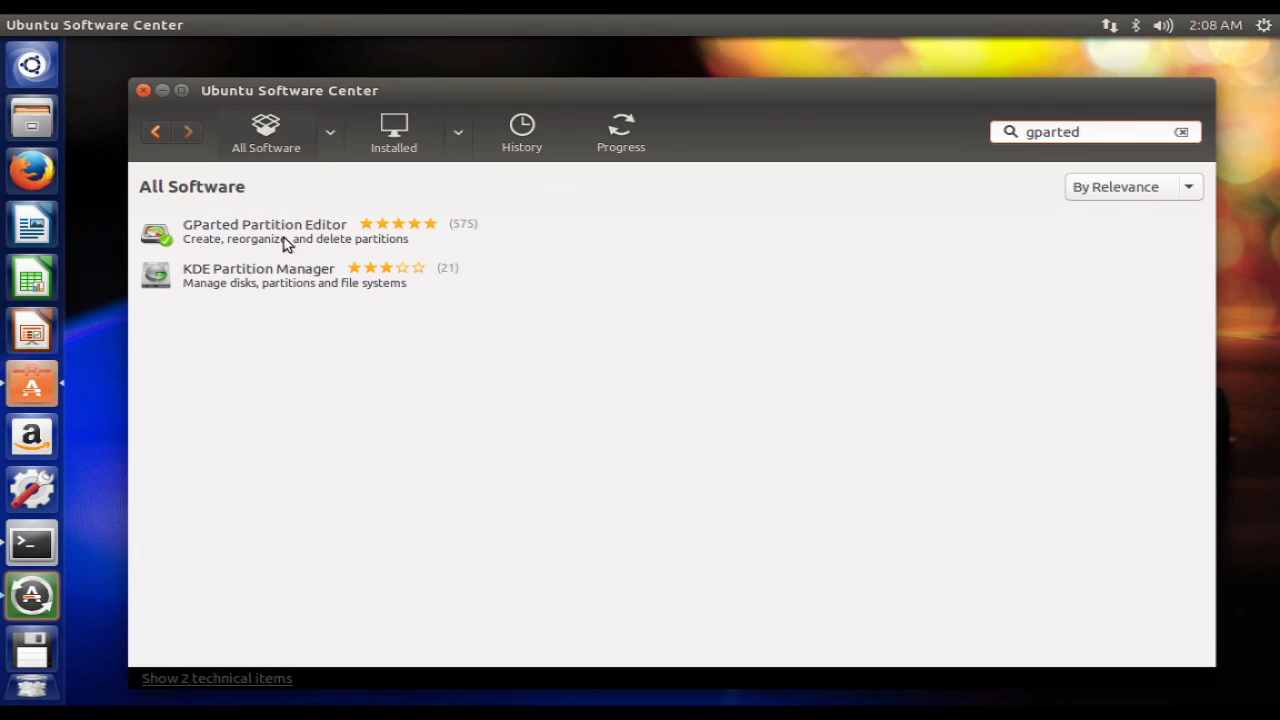 Ubuntu Software Center
2:08 AM
Ubuntu Software Center
All Software
Installed
History
Progress
gparted
All Software
By Relevance
GParted Partition Editor
(575)
Create, reorganize, and delete partitions
KDE Partition Manager
(21)
Manage disks, partitions and file systems
Show 2 technical items